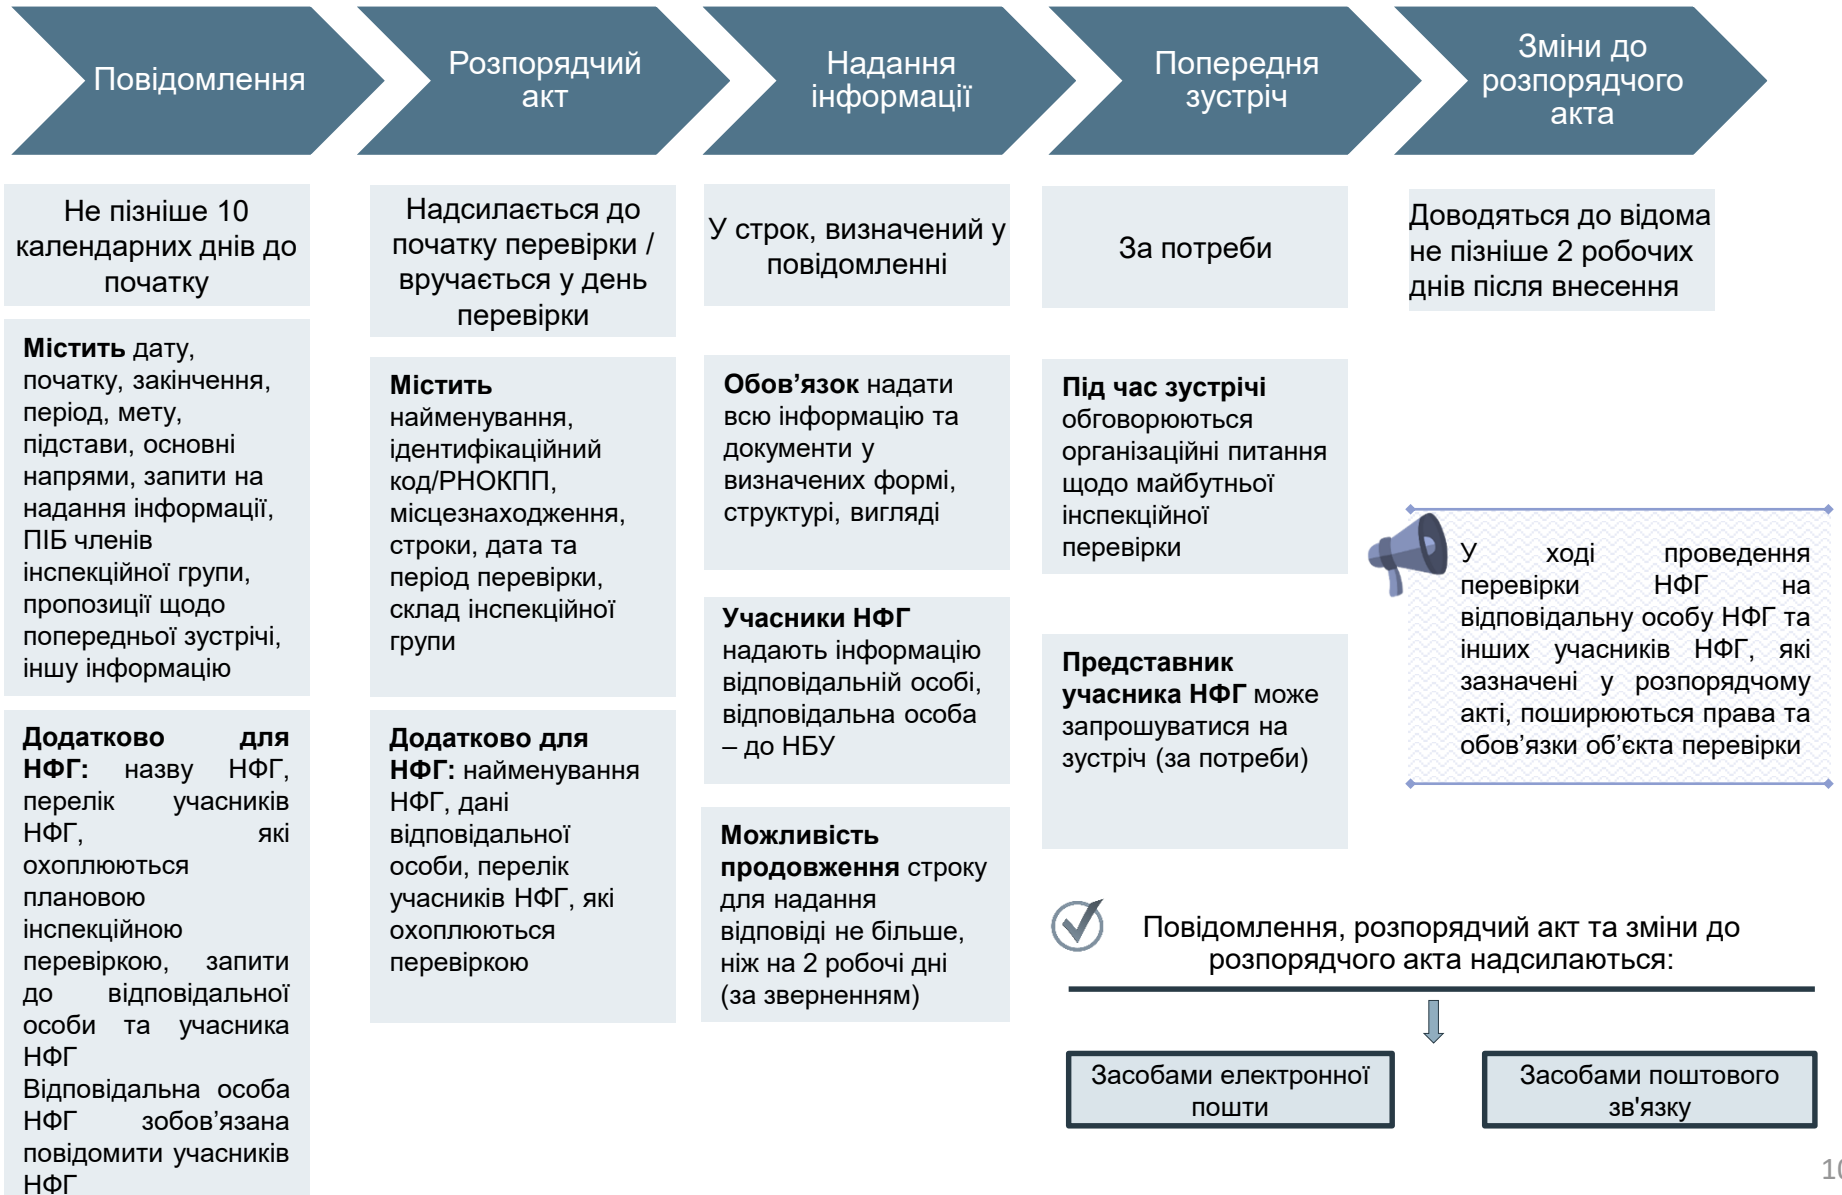 Повідомлення
Розпорядчий
акт
Надання
інформації
Попередня
зустріч
Зміни до
розпорядчого
акта
Не пізніше 10
календарних днів до
початку
Містить дату,
початку, закінчення,
період, мету,
підстави, основні
напрями, запити на
надання інформації,
ПІБ членів
інспекційної групи,
пропозиції щодо
попередньої зустрічі,
іншу інформацію
Додатково для
НФГ: назву НФГ,
перелік учасників
НФГ, які
охоплюються
плановою
інспекційною
перевіркою, запити
до відповідальної
особи та учасника
НФГ
Відповідальна особа
НФГ зобов’язана
повідомити учасників
НФГ
Надсилається до
початку перевірки /
вручається у день
перевірки
Містить
найменування,
ідентифікаційний
код/РНОКПП,
місцезнаходження,
строки, дата та
період перевірки,
склад інспекційної
групи
Додатково для
НФГ: найменування
НФГ, дані
відповідальної
особи, перелік
учасників НФГ, які
охоплюються
перевіркою
У строк, визначений у
повідомленні
Обов’язок надати
всю інформацію та
документи у
визначених формі,
структурі, вигляді
Учасники НФГ
надають інформацію
відповідальній особі,
відповідальна особа
– до НБУ
Можливість
продовження строку
для надання
відповіді не більше,
ніж на 2 робочі дні
(за зверненням)
За потреби
Під час зустрічі
обговорюються
організаційні питання
щодо майбутньої
інспекційної
перевірки
Представник
учасника НФГ може
запрошуватися на
зустріч (за потреби)
Доводяться до відома
не пізніше 2 робочих
днів після внесення
У ході проведення
перевірки НФГ на
відповідальну особу НФГ та
інших учасників НФГ, які
зазначені у розпорядчому
акті, поширюються права та
обов’язки об’єкта перевірки
Повідомлення, розпорядчий акт та зміни до
розпорядчого акта надсилаються:
Засобами електронної
пошти
Засобами поштового
зв'язку
10